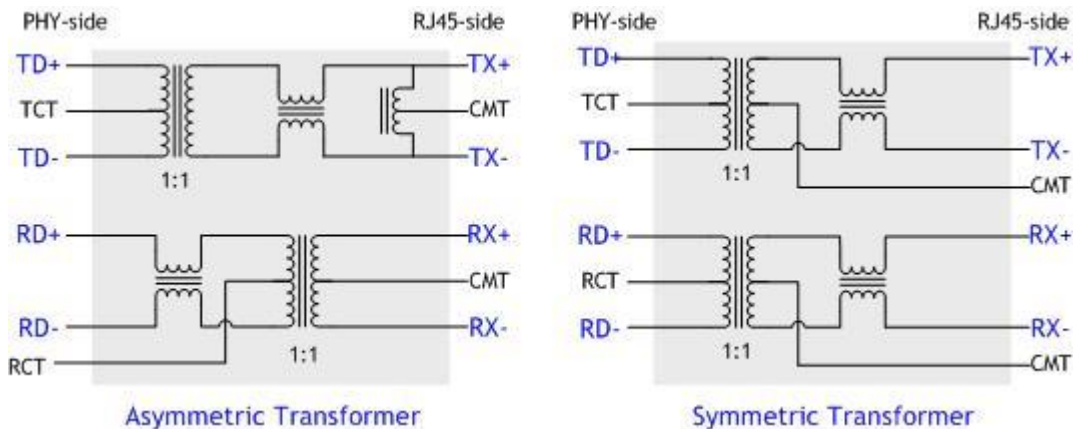 PHY-side RJ45-side
TD+ TX+
TCT CMT
TD- TX-
1:1
RD+ RX+
CMT
RD- RX-
RCT
1:1
Asymmetric Transformer
PHY-side RJ45-side
TD+ TX+
TCT
TD- TX-
1:1
CMT
RD+ RX+
RCT
RD- RX-
1:1
CMT
Symmetric Transformer